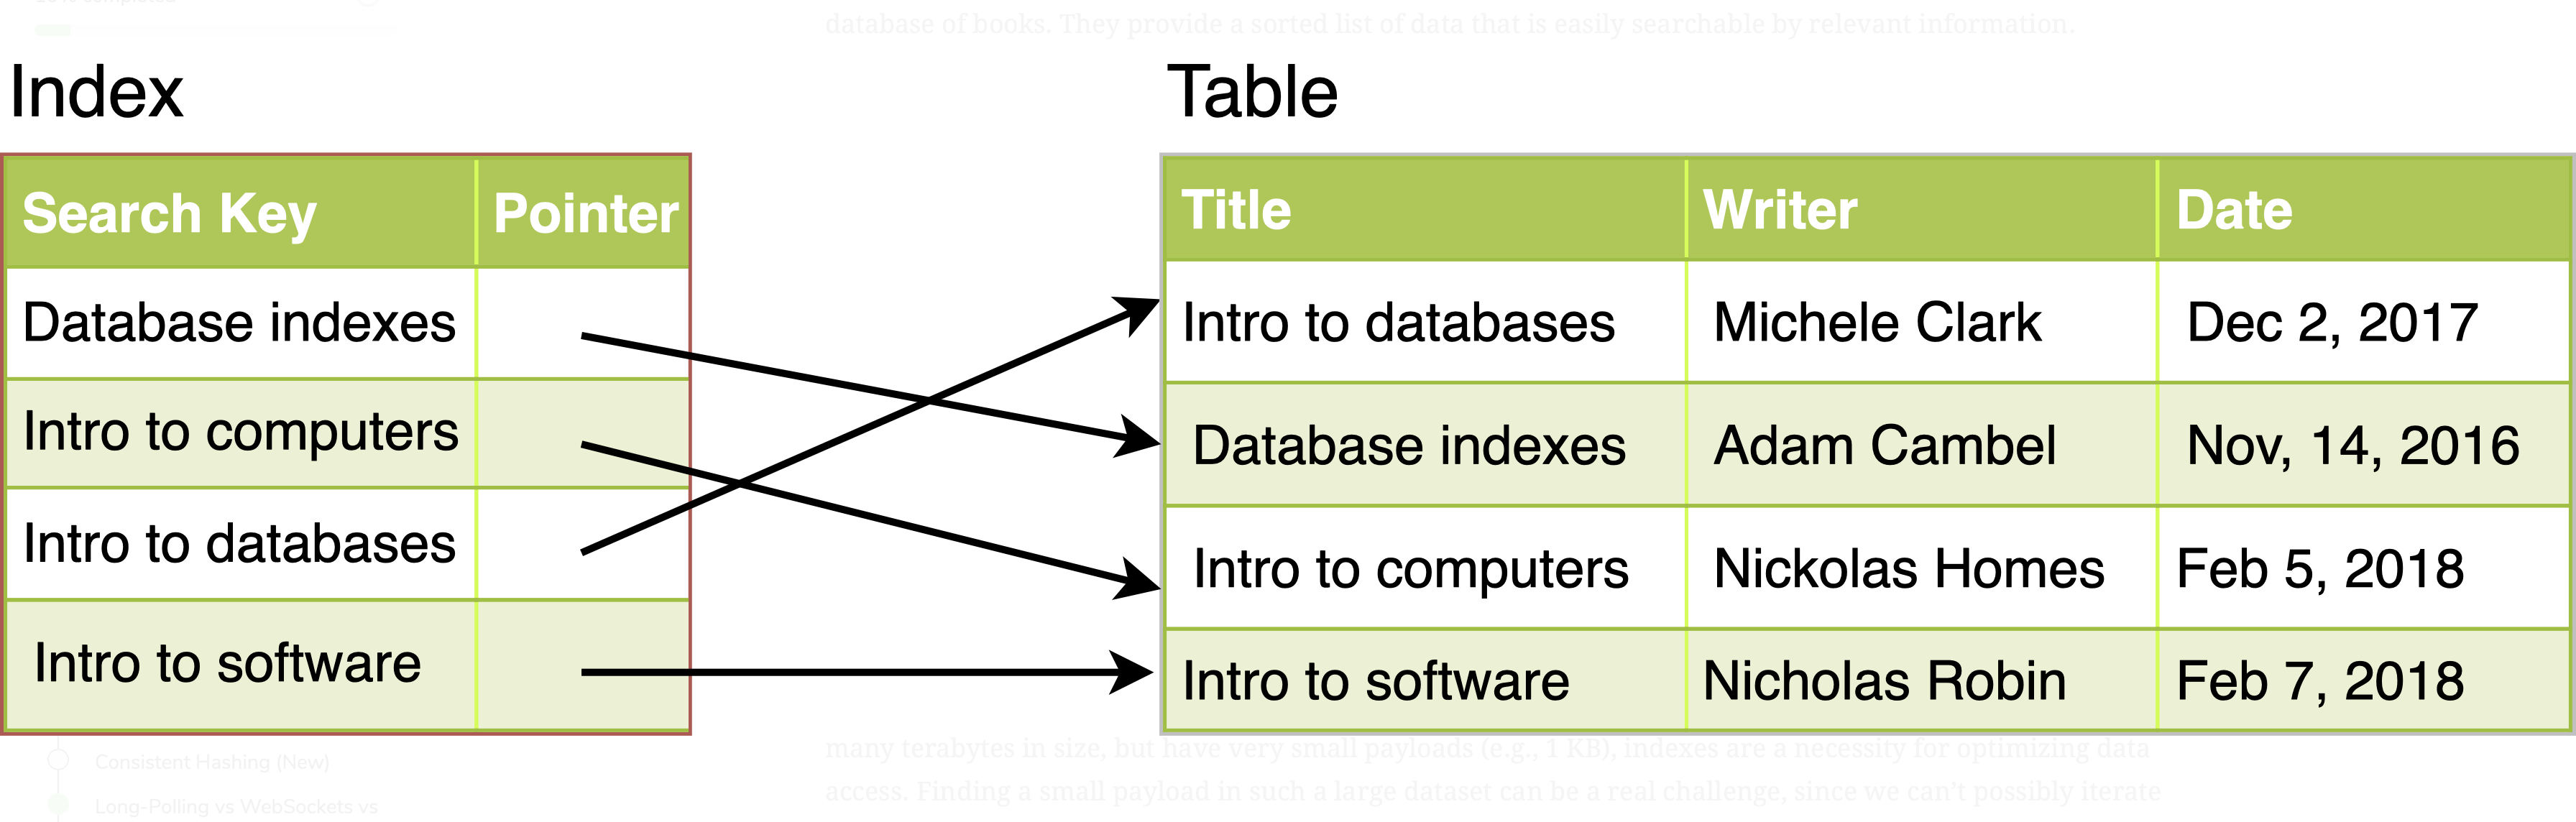 database of books. They provide a sorted list of data that is easily searchable by relevant information.
Index
Table
Search Key Pointer
Database indexes
Intro to computers
Intro to databases
Intro to software
Title Writer Date
Intro to databases Michele Clark Dec 2, 2017
Database indexes Adam Cambel Nov, 14, 2016
Intro to computers Nickolas Homes Feb 5, 2018
Intro to software Nicholas Robin Feb 7, 2018
many terabytes in size, but have very small payloads (e.g., 1 KB), indexes are a necessity for optimizing data
access. Finding a small payload in such a large dataset can be a real challenge, since we can’t possibly iterate
Consistent Hashing (New)
Long-Polling vs WebSockets vs